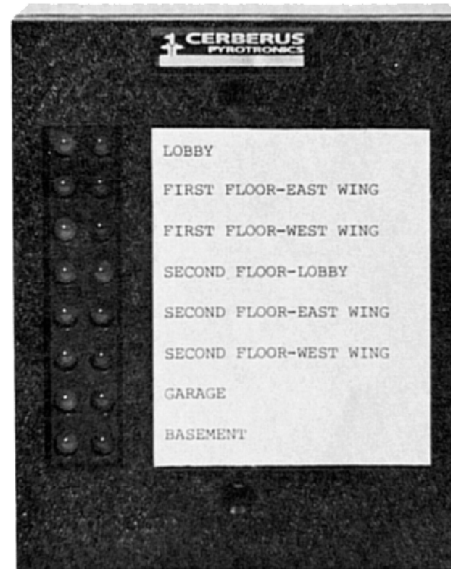 CERBERUS
PYROTRONICS
LOBBY
FIRST FLOOR-EAST WING
FIRST FLOOR-WEST WING
SECOND FLOOR-LOBBY
SECOND FLOOR-EAST WING
SECOND FLOOR-WEST WING
GARAGE
BASEMENT